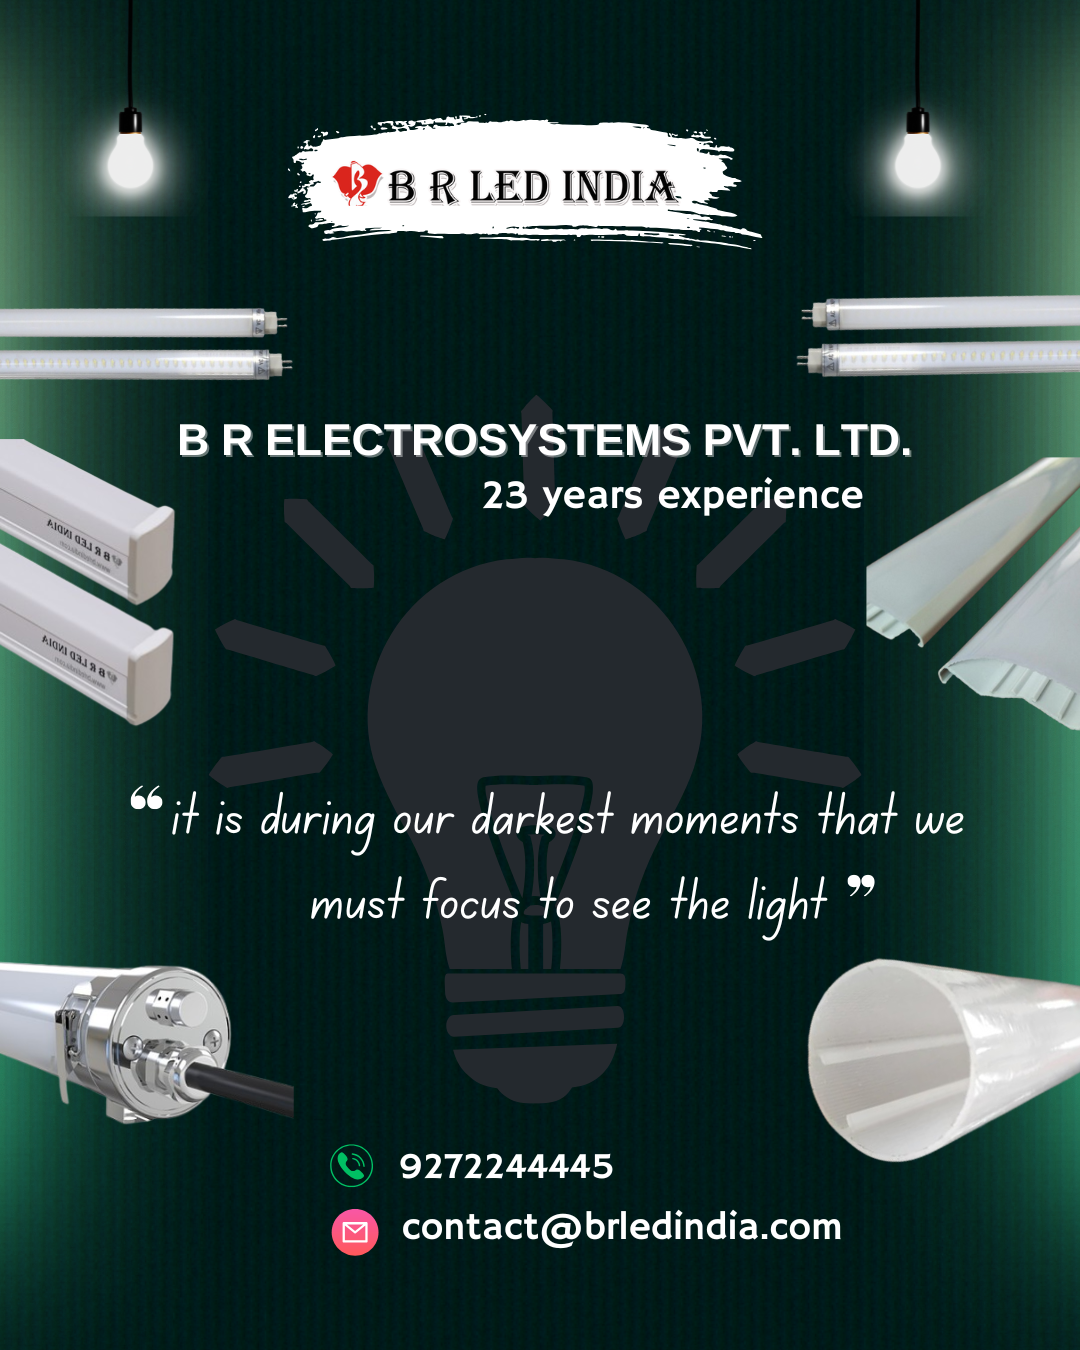 B R LED INDIA
B R ELECTROSYSTEMS PVT. LTD.
23 years experience
B R LED INDIA
B R LED INDIA
❝ it is during our darkest moments that we
must focus to see the light ❞
9272244445
contact@brledindia.com